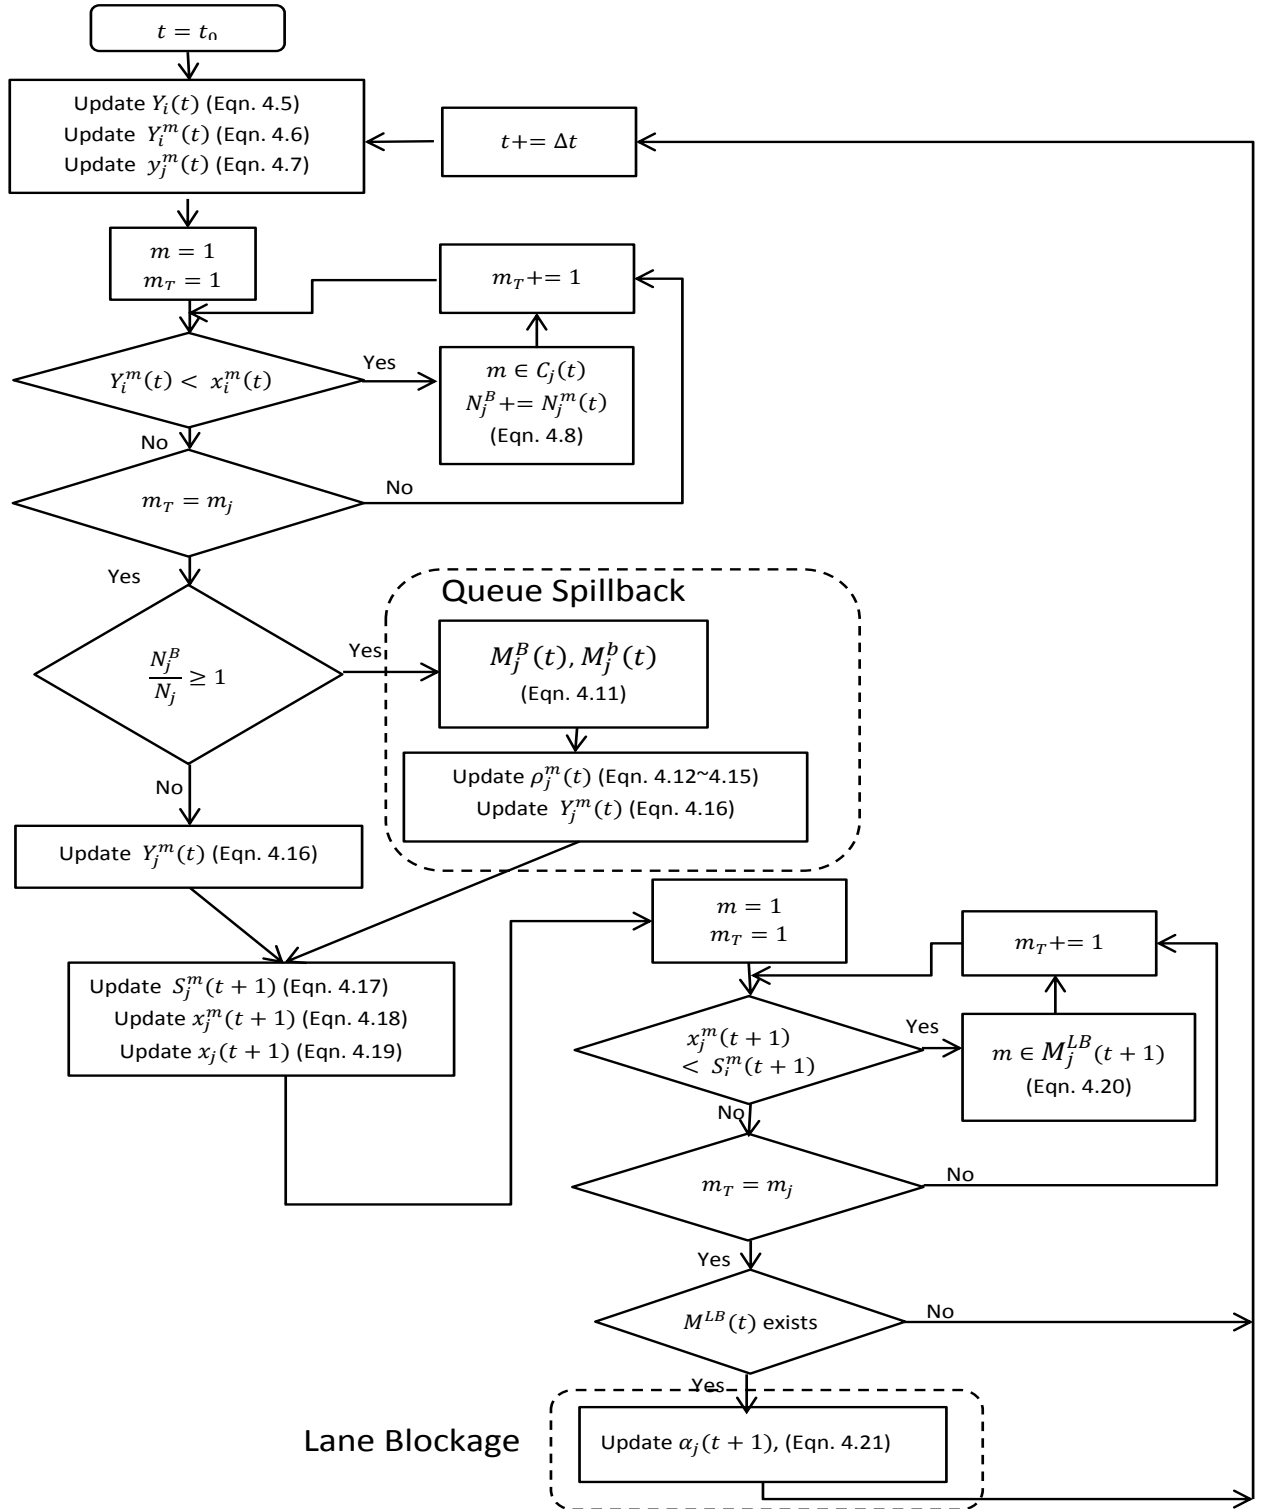 t = t₀
Update Y_i(t) (Eqn. 4.5)
Update Y_i^m(t) (Eqn. 4.6)
Update y_j^m(t) (Eqn. 4.7)
t+= Δt
m = 1
m_T = 1
m_T+= 1
Y_i^m(t) < x_i^m(t)
Yes
m ∈ C_j(t)
N_j^B+= N_j^m(t)
(Eqn. 4.8)
No
m_T = m_j
No
Yes
Queue Spillback
N_j^B / N_j ≥ 1
Yes
M_j^B(t), M_j^b(t)
(Eqn. 4.11)
Update ρ_j^m(t) (Eqn. 4.12~4.15)
Update Y_j^m(t) (Eqn. 4.16)
No
Update Y_j^m(t) (Eqn. 4.16)
Update S_j^m(t + 1) (Eqn. 4.17)
Update x_j^m(t + 1) (Eqn. 4.18)
Update x_j(t + 1) (Eqn. 4.19)
m = 1
m_T = 1
m_T+= 1
x_j^m(t + 1)
< S_i^m(t + 1)
Yes
m ∈ M_j^LB(t + 1)
(Eqn. 4.20)
No
m_T = m_j
No
Yes
M^LB(t) exists
No
Yes
Lane Blockage
Update α_j(t + 1), (Eqn. 4.21)